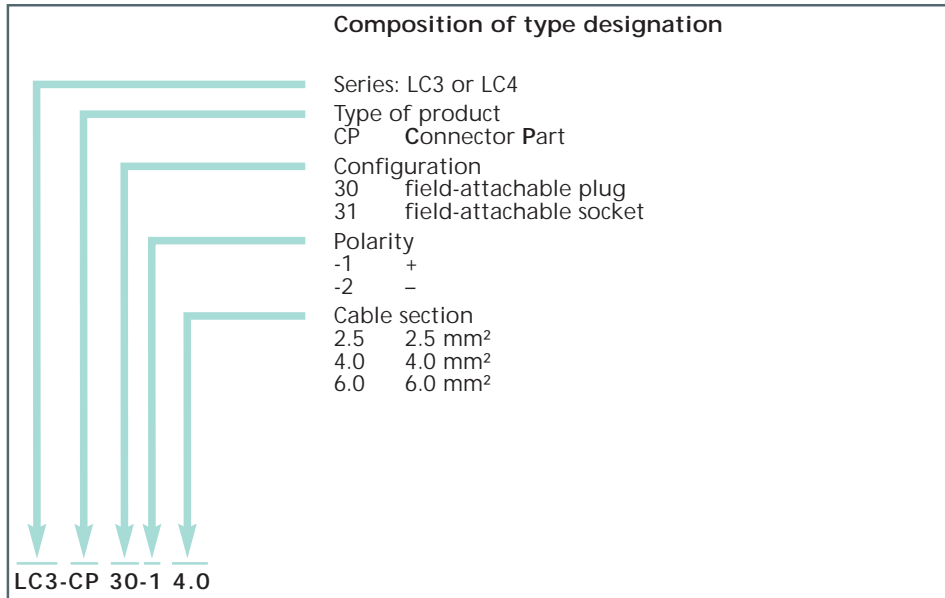 Composition of type designation
Series: LC3 or LC4
Type of product
CP Connector Part
Configuration
30 field-attachable plug
31 field-attachable socket
Polarity
-1 +
-2 –
Cable section
2.5 2.5 mm²
4.0 4.0 mm²
6.0 6.0 mm²
LC3-CP 30-1 4.0